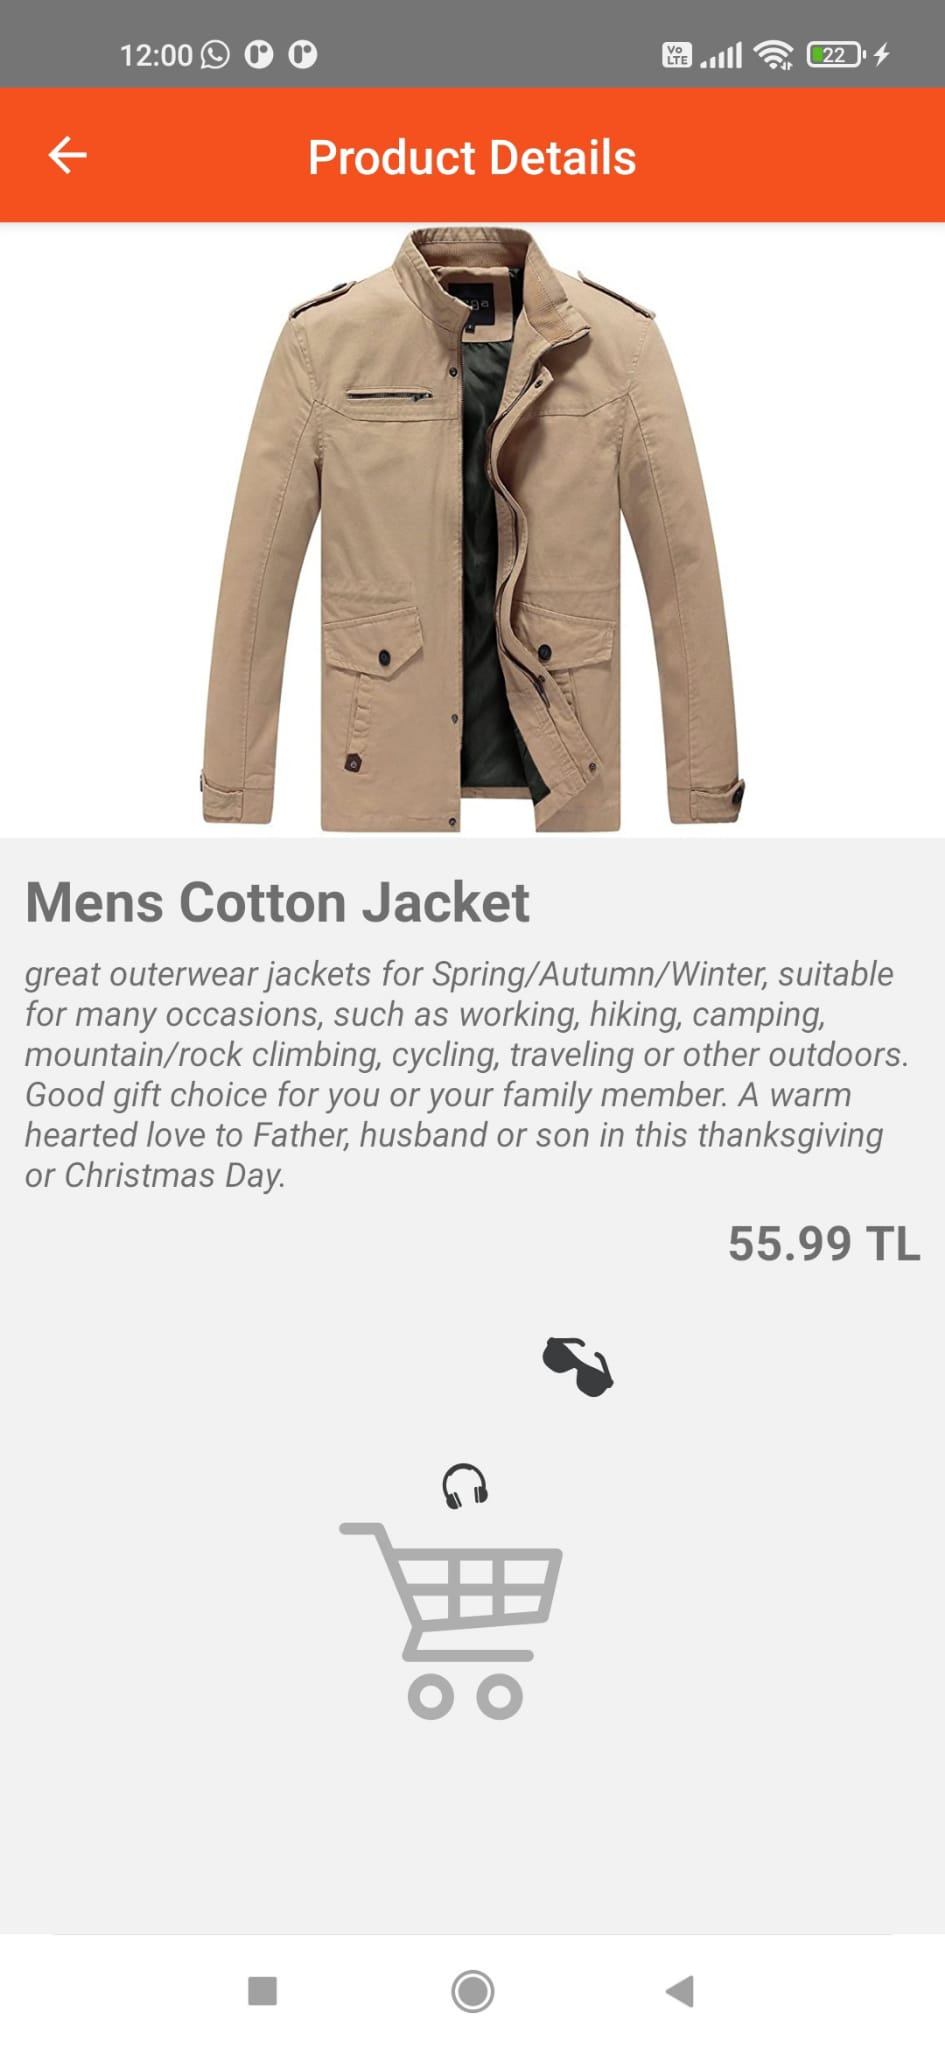 12:00 Vo LTE 22
Product Details
Mens Cotton Jacket
great outerwear jackets for Spring/Autumn/Winter, suitable
for many occasions, such as working, hiking, camping,
mountain/rock climbing, cycling, traveling or other outdoors.
Good gift choice for you or your family member. A warm
hearted love to Father, husband or son in this thanksgiving
or Christmas Day.
55.99 TL